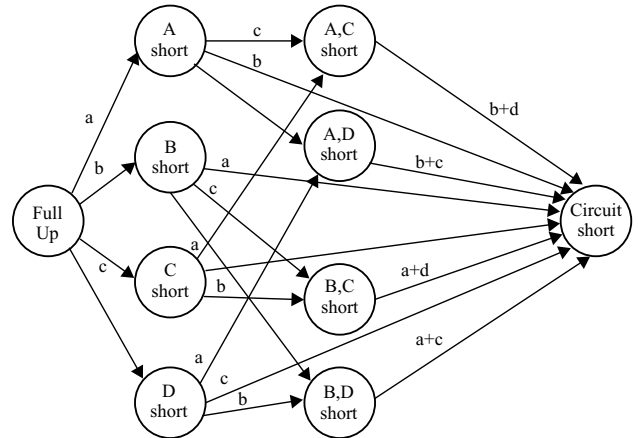 A
short
c
A,C
short
b
b+d
a
A,D
short
B
short
a
b+c
b
c
Full
Up
Circuit
short
a
c
C
short
b
B,C
short
a+d
a
c
a+c
D
short
b
B,D
short